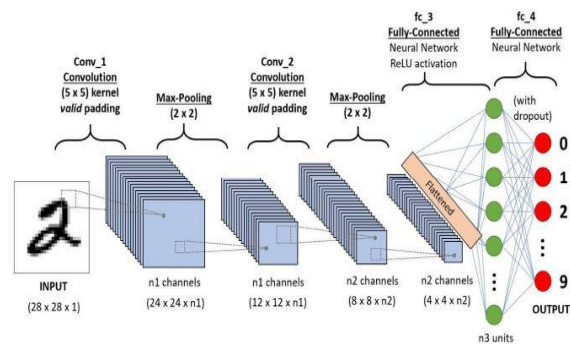 fc_3
Fully-Connected
Neural Network
ReLU activation
fc_4
Fully-Connected
Neural Network
Conv_1
Convolution
(5 x 5) kernel
valid padding
Max-Pooling
(2 x 2)
Conv_2
Convolution
(5 x 5) kernel
valid padding
Max-Pooling
(2 x 2)
(with
dropout)
Flattened
2
0
1
2
9
INPUT
(28 x 28 x 1)
n1 channels
(24 x 24 x n1)
n1 channels
(12 x 12 x n1)
n2 channels
(8 x 8 x n2)
n2 channels
(4 x 4 x n2)
OUTPUT
n3 units